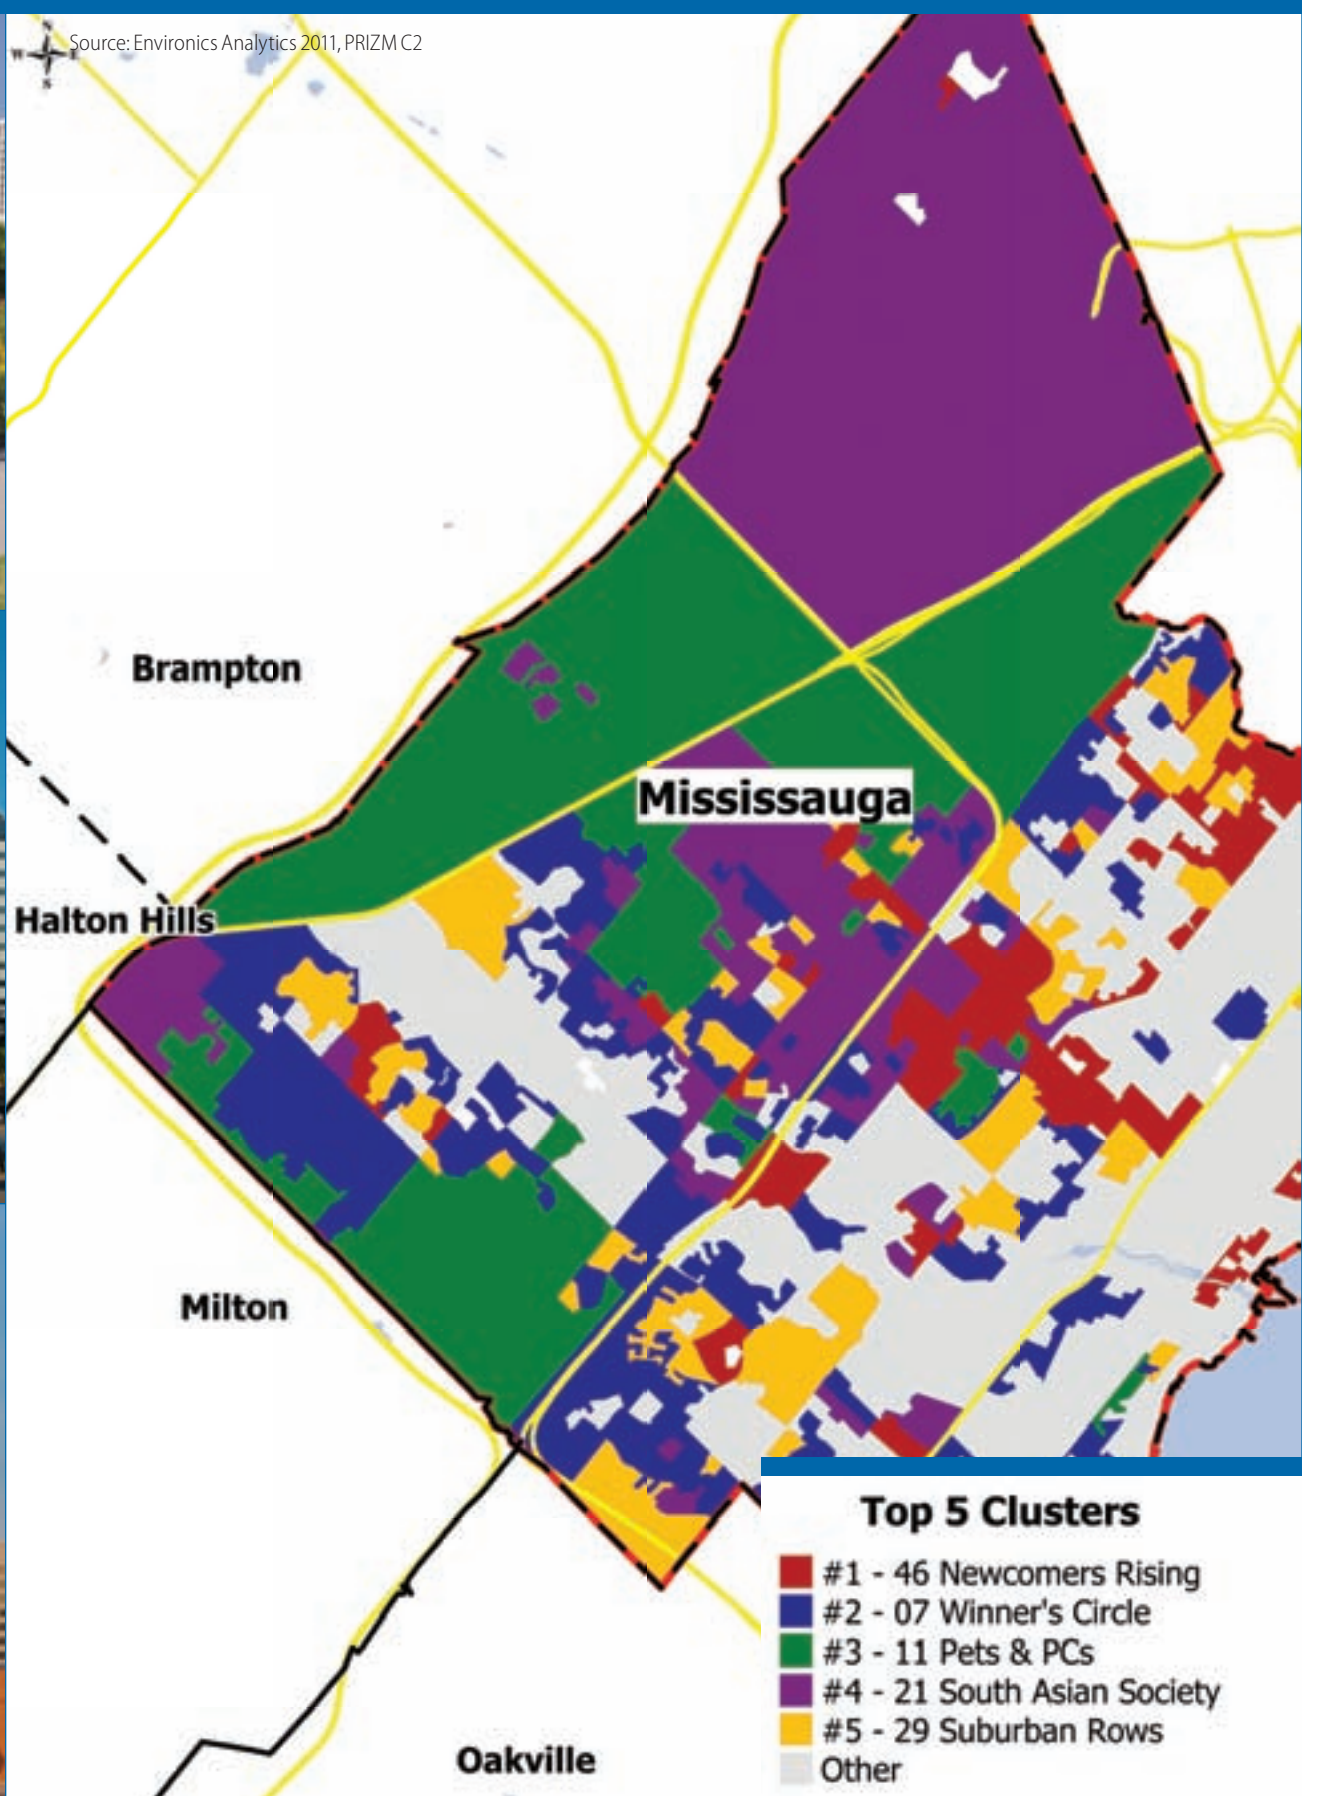 N
W E
S
Source: Environics Analytics 2011, PRIZM C2
Brampton
Mississauga
Halton Hills
Milton
Oakville
Top 5 Clusters
#1 - 46 Newcomers Rising
#2 - 07 Winner's Circle
#3 - 11 Pets & PCs
#4 - 21 South Asian Society
#5 - 29 Suburban Rows
Other